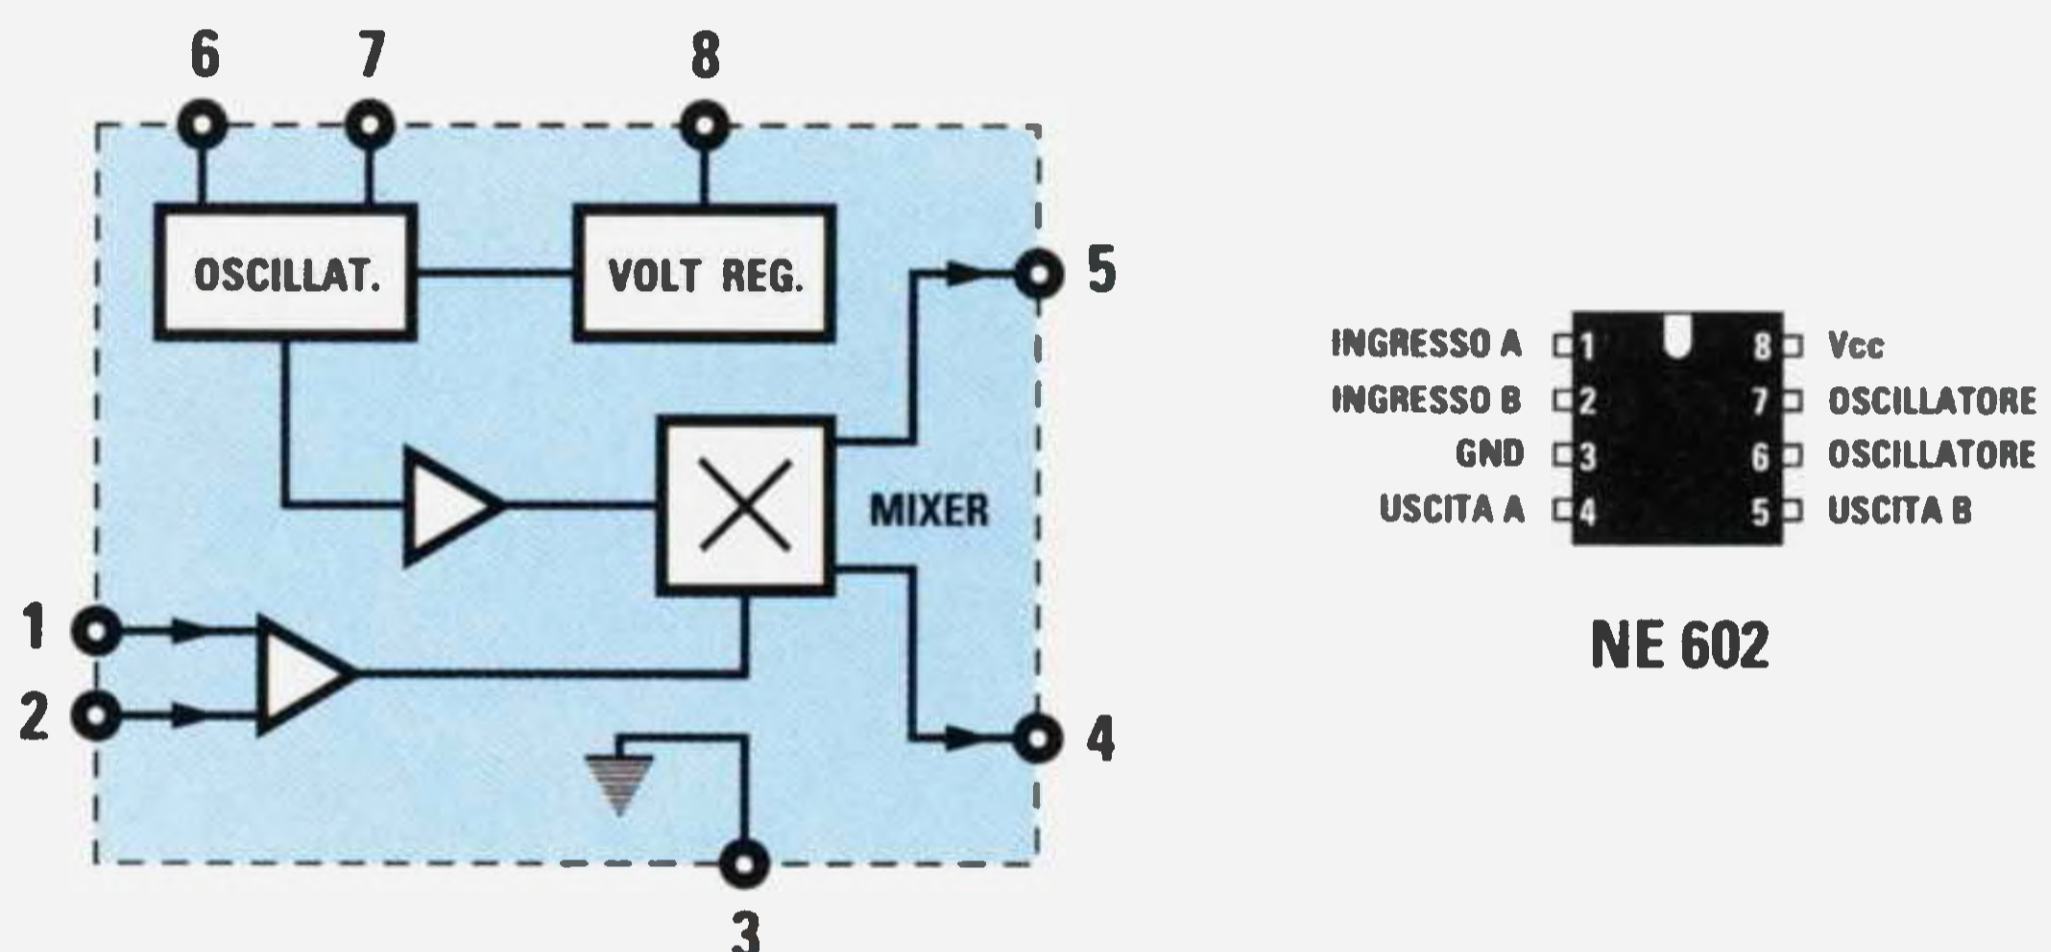 6 7 8
OSCILLAT. VOLT REG.
5
MIXER
1
2
4
3
INGRESSO A 1 8 Vcc
INGRESSO B 2 7 OSCILLATORE
GND 3 6 OSCILLATORE
USCITA A 4 5 USCITA B
NE 602